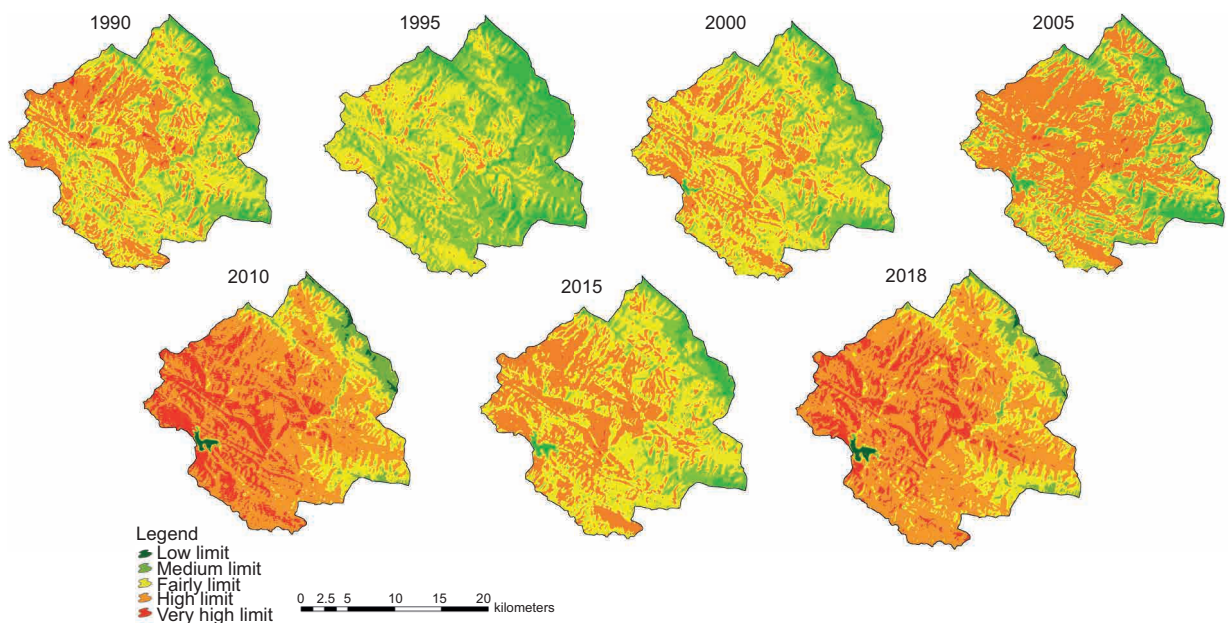 1990
1995
2000
2005
2010
2015
2018
Legend
Low limit
Medium limit
Fairly limit
High limit
Very high limit
0 2.5 5 10 15 20
kilometers